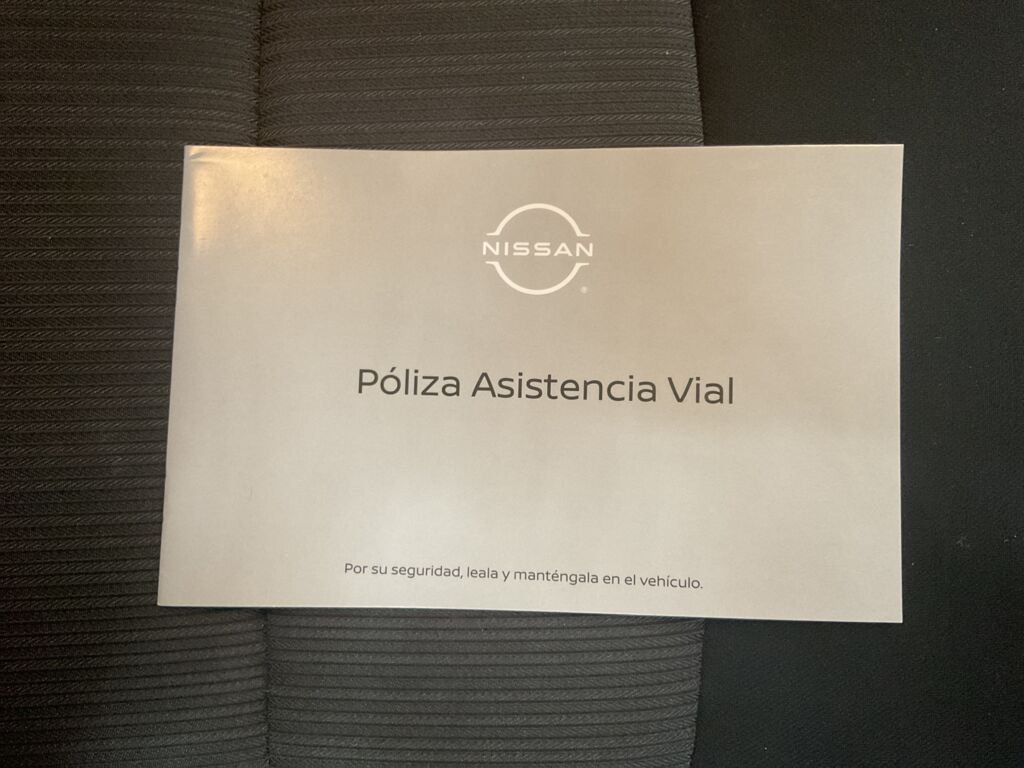 NISSAN
Póliza Asistencia Vial
Por su seguridad, leala y manténgala en el vehículo.